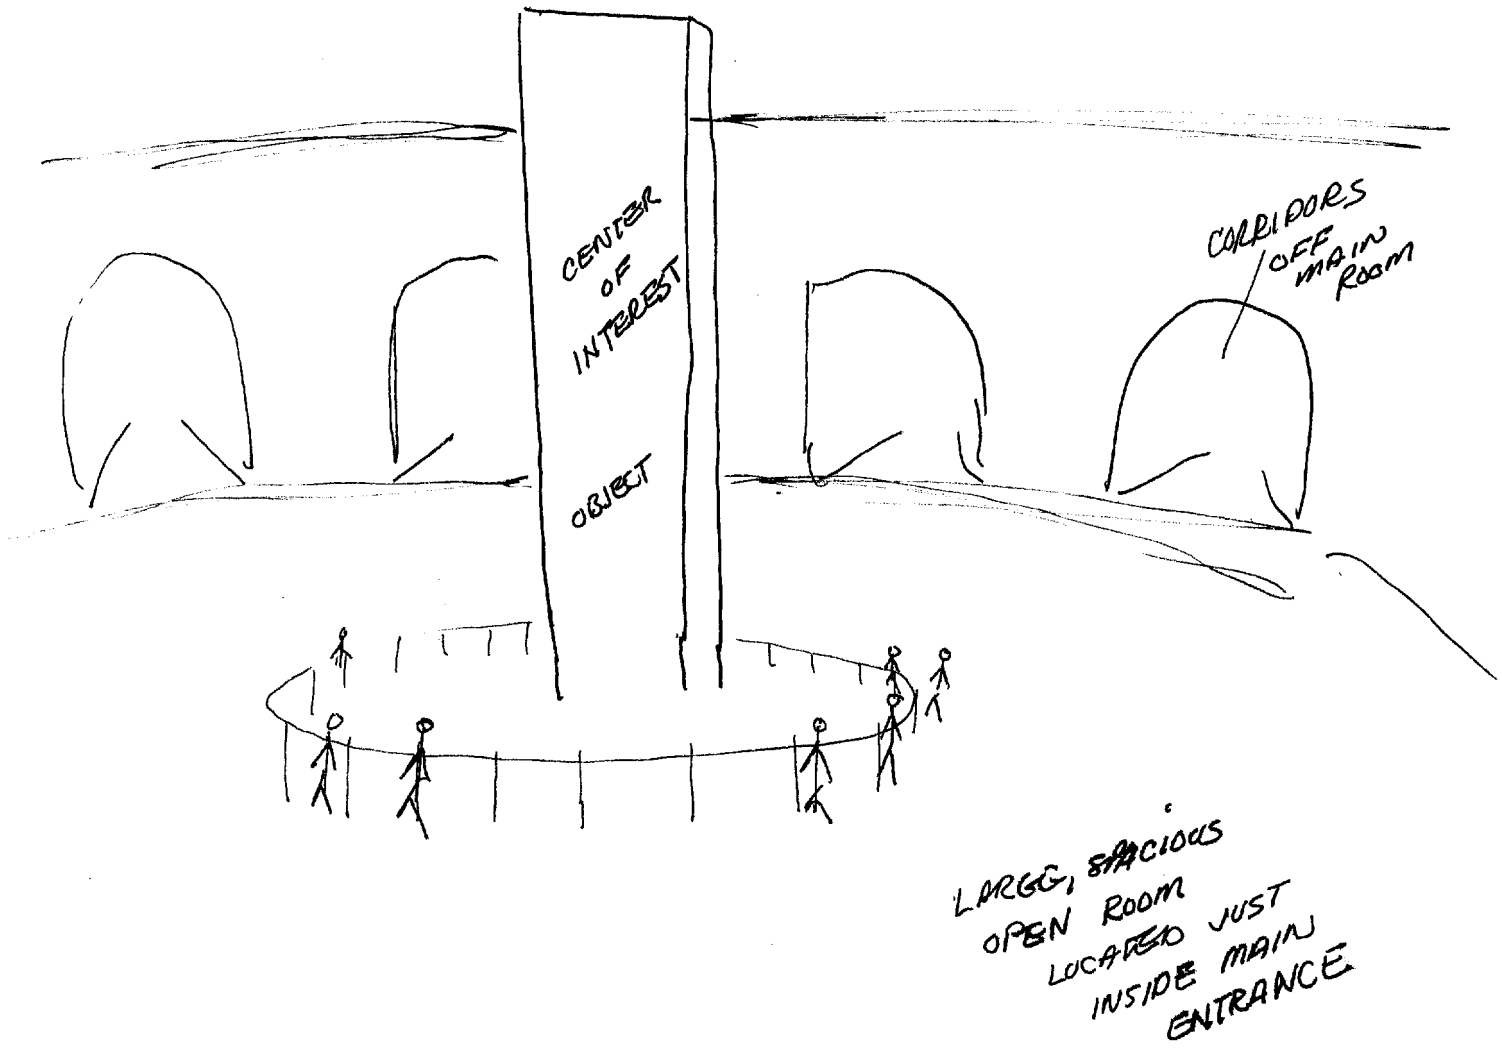 CENTER
OF
INTEREST
OBJECT
CORRIDORS
OFF
MAIN
ROOM
LARGE, SPACIOUS
OPEN ROOM
LOCATED JUST
INSIDE MAIN
ENTRANCE